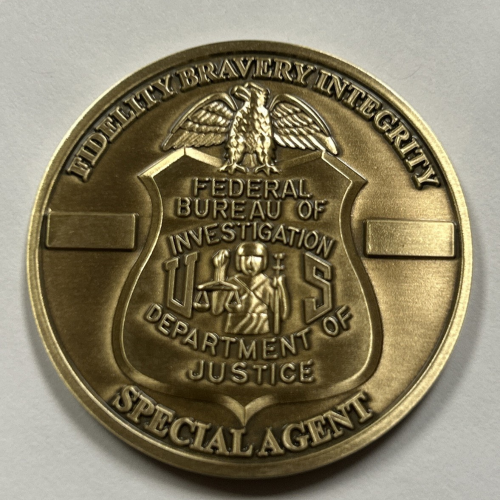 FIDELITY BRAVERY INTEGRITY
FEDERAL
BUREAU OF
INVESTIGATION
U S
DEPARTMENT OF
JUSTICE
SPECIAL AGENT